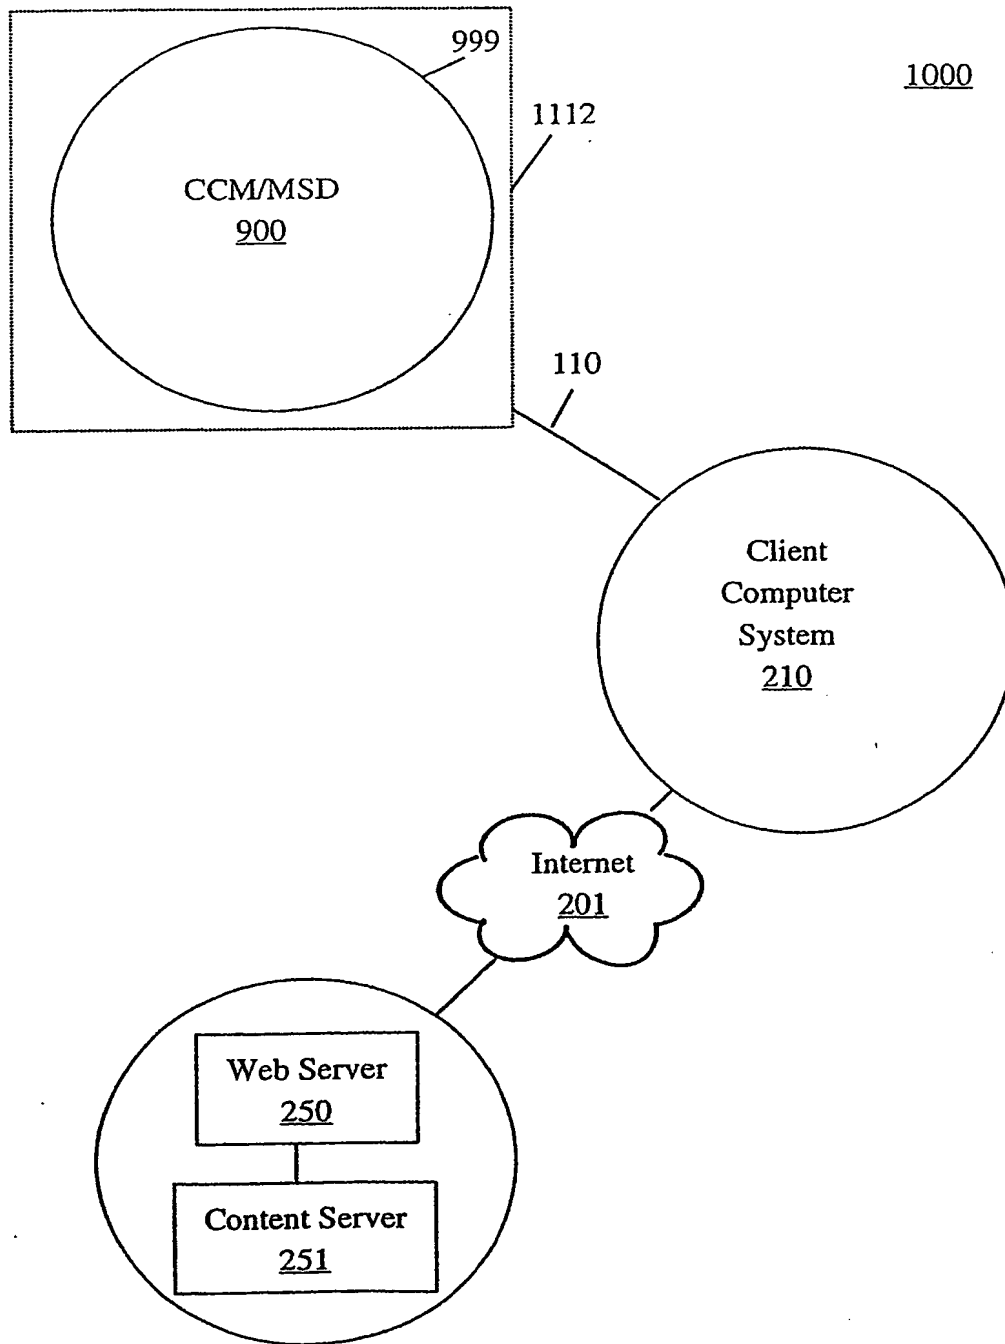 999
1000
1112
CCM/MSD
900
110
Client
Computer
System
210
Internet
201
Web Server
250
Content Server
251